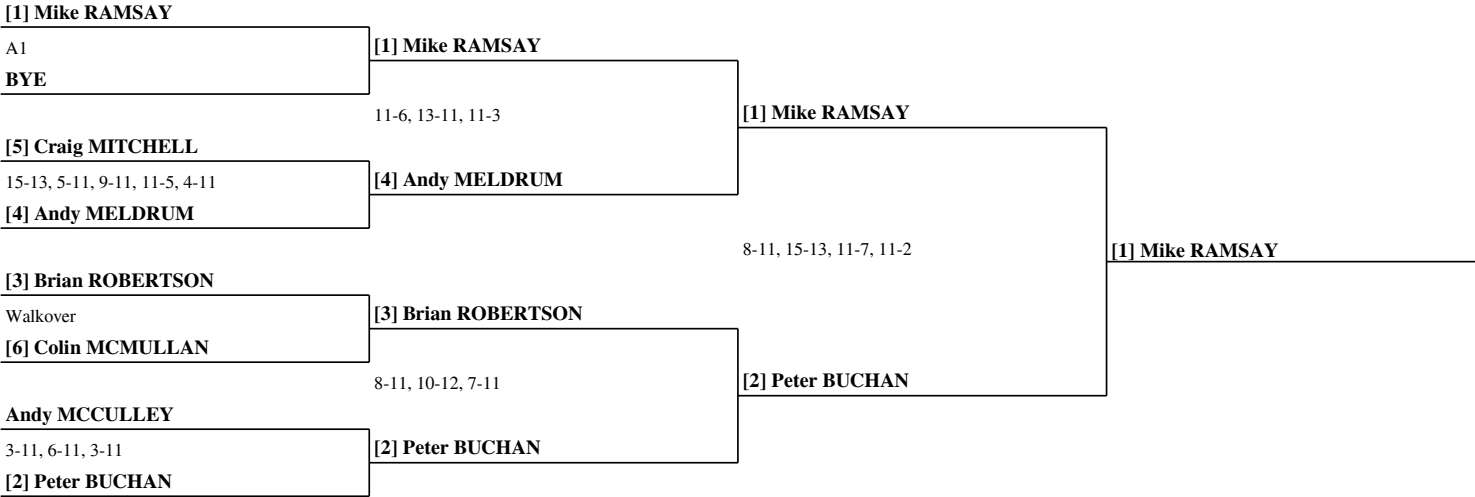 [1] Mike RAMSAY
A1
BYE
[1] Mike RAMSAY
11-6, 13-11, 11-3
[5] Craig MITCHELL
15-13, 5-11, 9-11, 11-5, 4-11
[4] Andy MELDRUM
[4] Andy MELDRUM
[1] Mike RAMSAY
8-11, 15-13, 11-7, 11-2
[1] Mike RAMSAY
[3] Brian ROBERTSON
Walkover
[6] Colin MCMULLAN
[3] Brian ROBERTSON
8-11, 10-12, 7-11
[2] Peter BUCHAN
Andy MCCULLEY
3-11, 6-11, 3-11
[2] Peter BUCHAN
[2] Peter BUCHAN